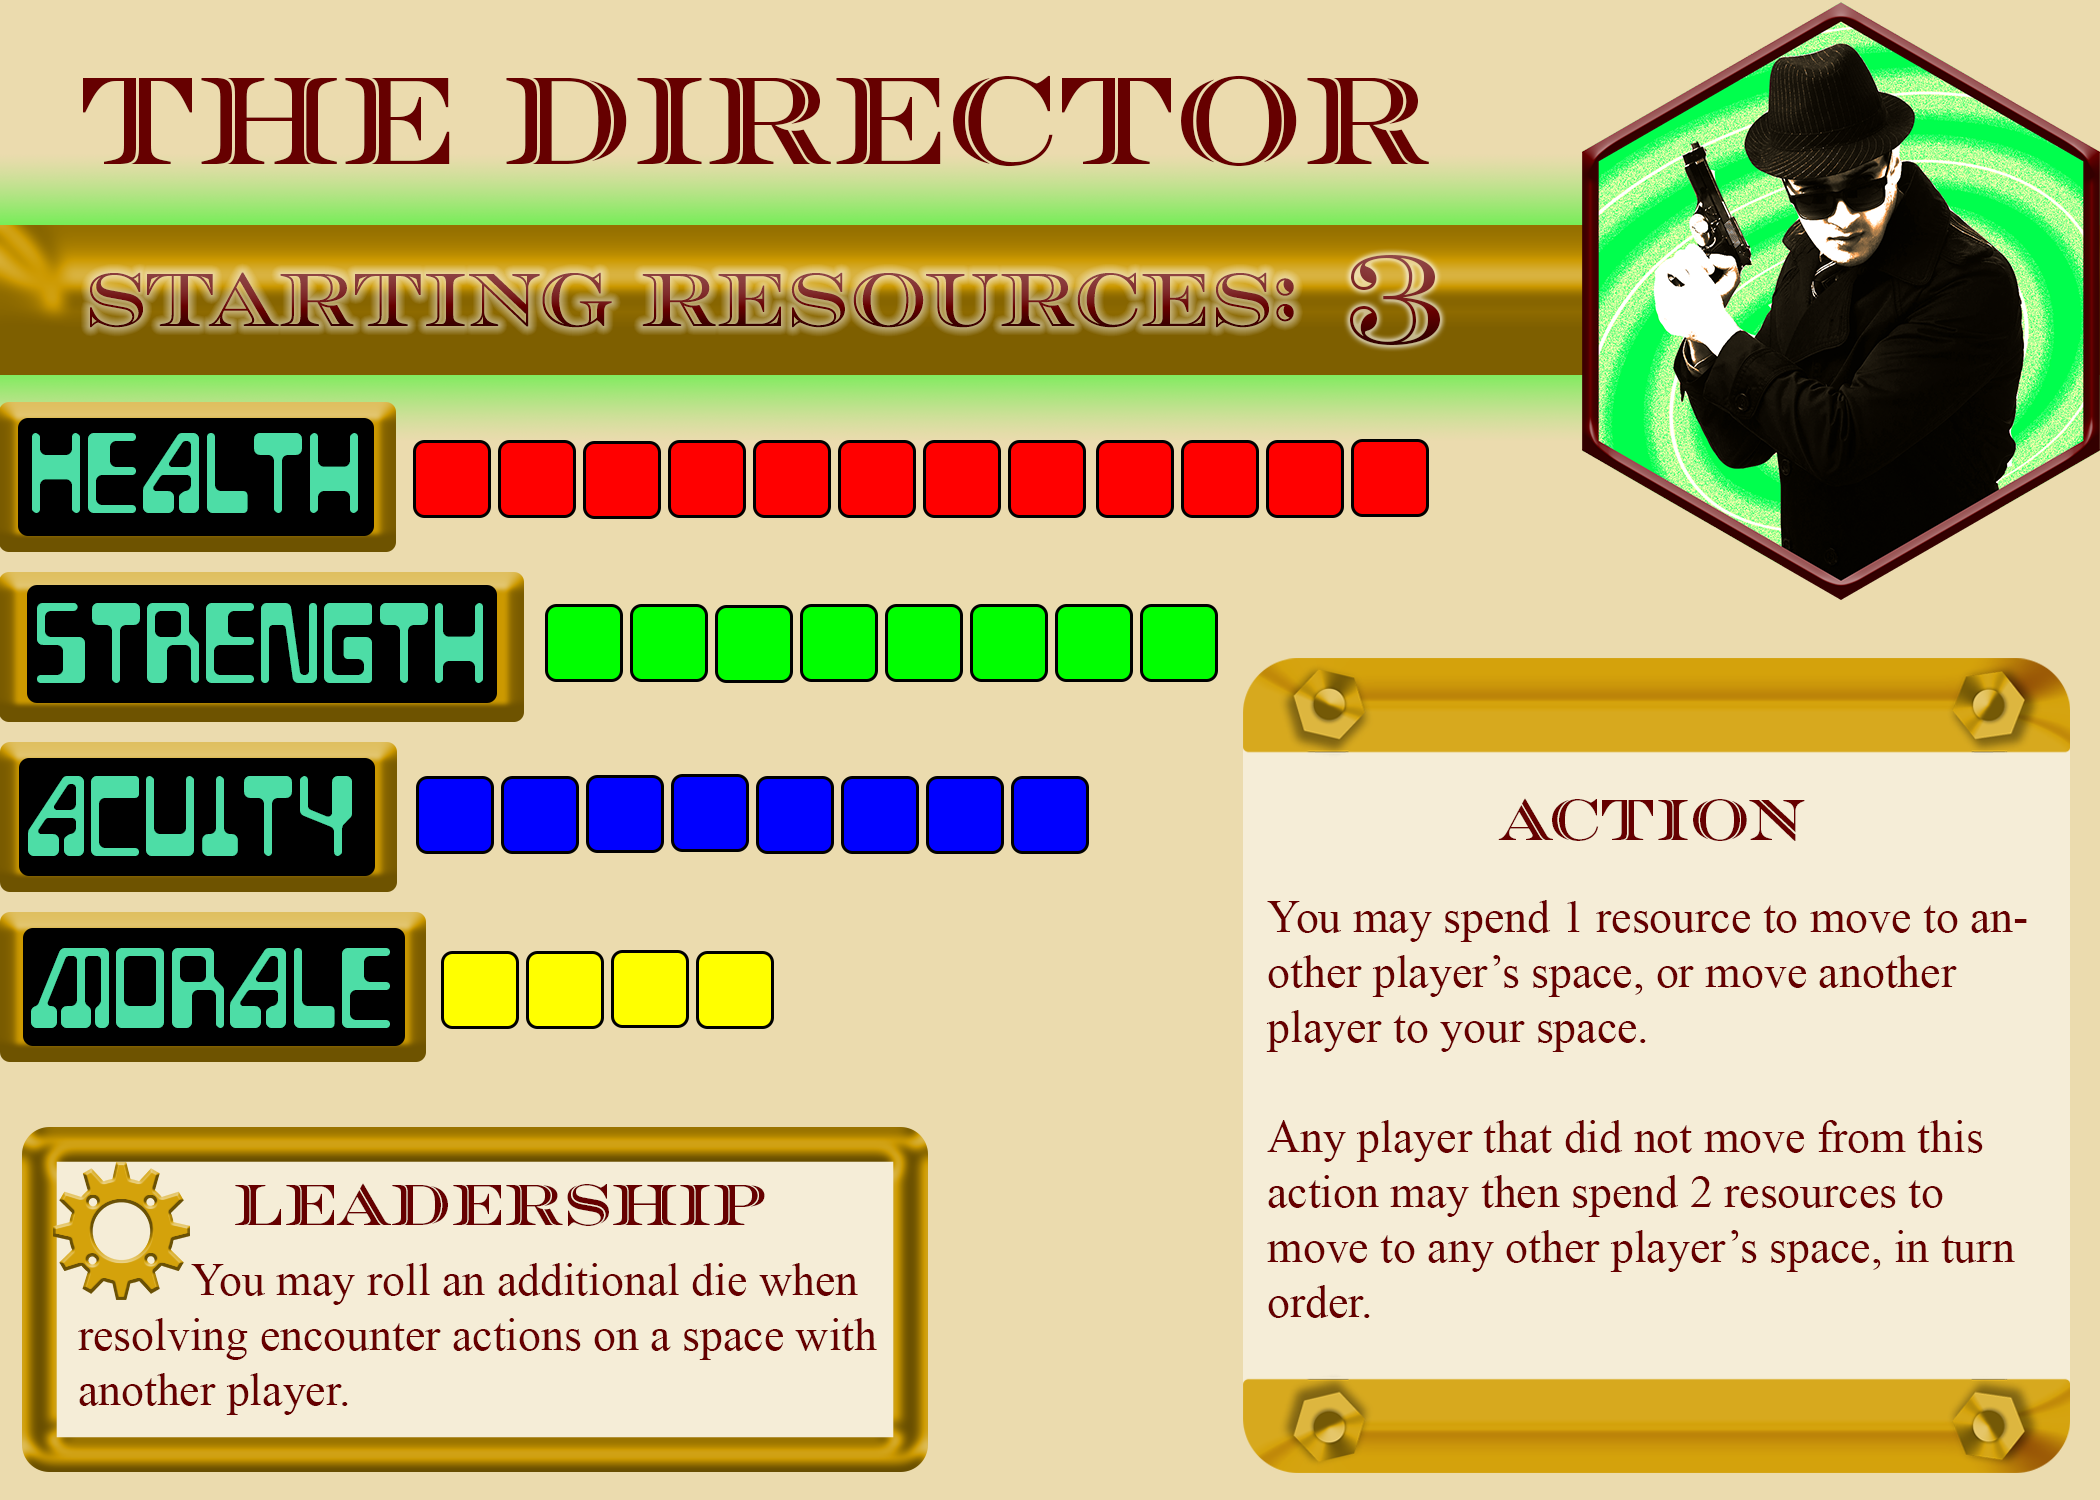 THE DIRECTOR
STARTING RESOURCES: 3
HEALTH
STRENGTH
ACUITY
MORALE
LEADERSHIP
You may roll an additional die when
resolving encounter actions on a space with
another player.
ACTION
You may spend 1 resource to move to an-
other player’s space, or move another
player to your space.
Any player that did not move from this
action may then spend 2 resources to
move to any other player’s space, in turn
order.